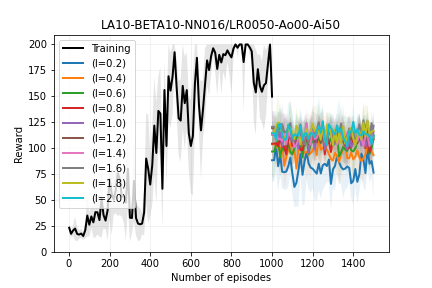 LA10-BETA10-NN016/LR0050-Ao00-Ai50
Reward
200
175
150
125
100
75
50
25
0
Training
(l=0.2)
(l=0.4)
(l=0.6)
(l=0.8)
(l=1.0)
(l=1.2)
(l=1.4)
(l=1.6)
(l=1.8)
(l=2.0)
0 200 400 600 800 1000 1200 1400
Number of episodes